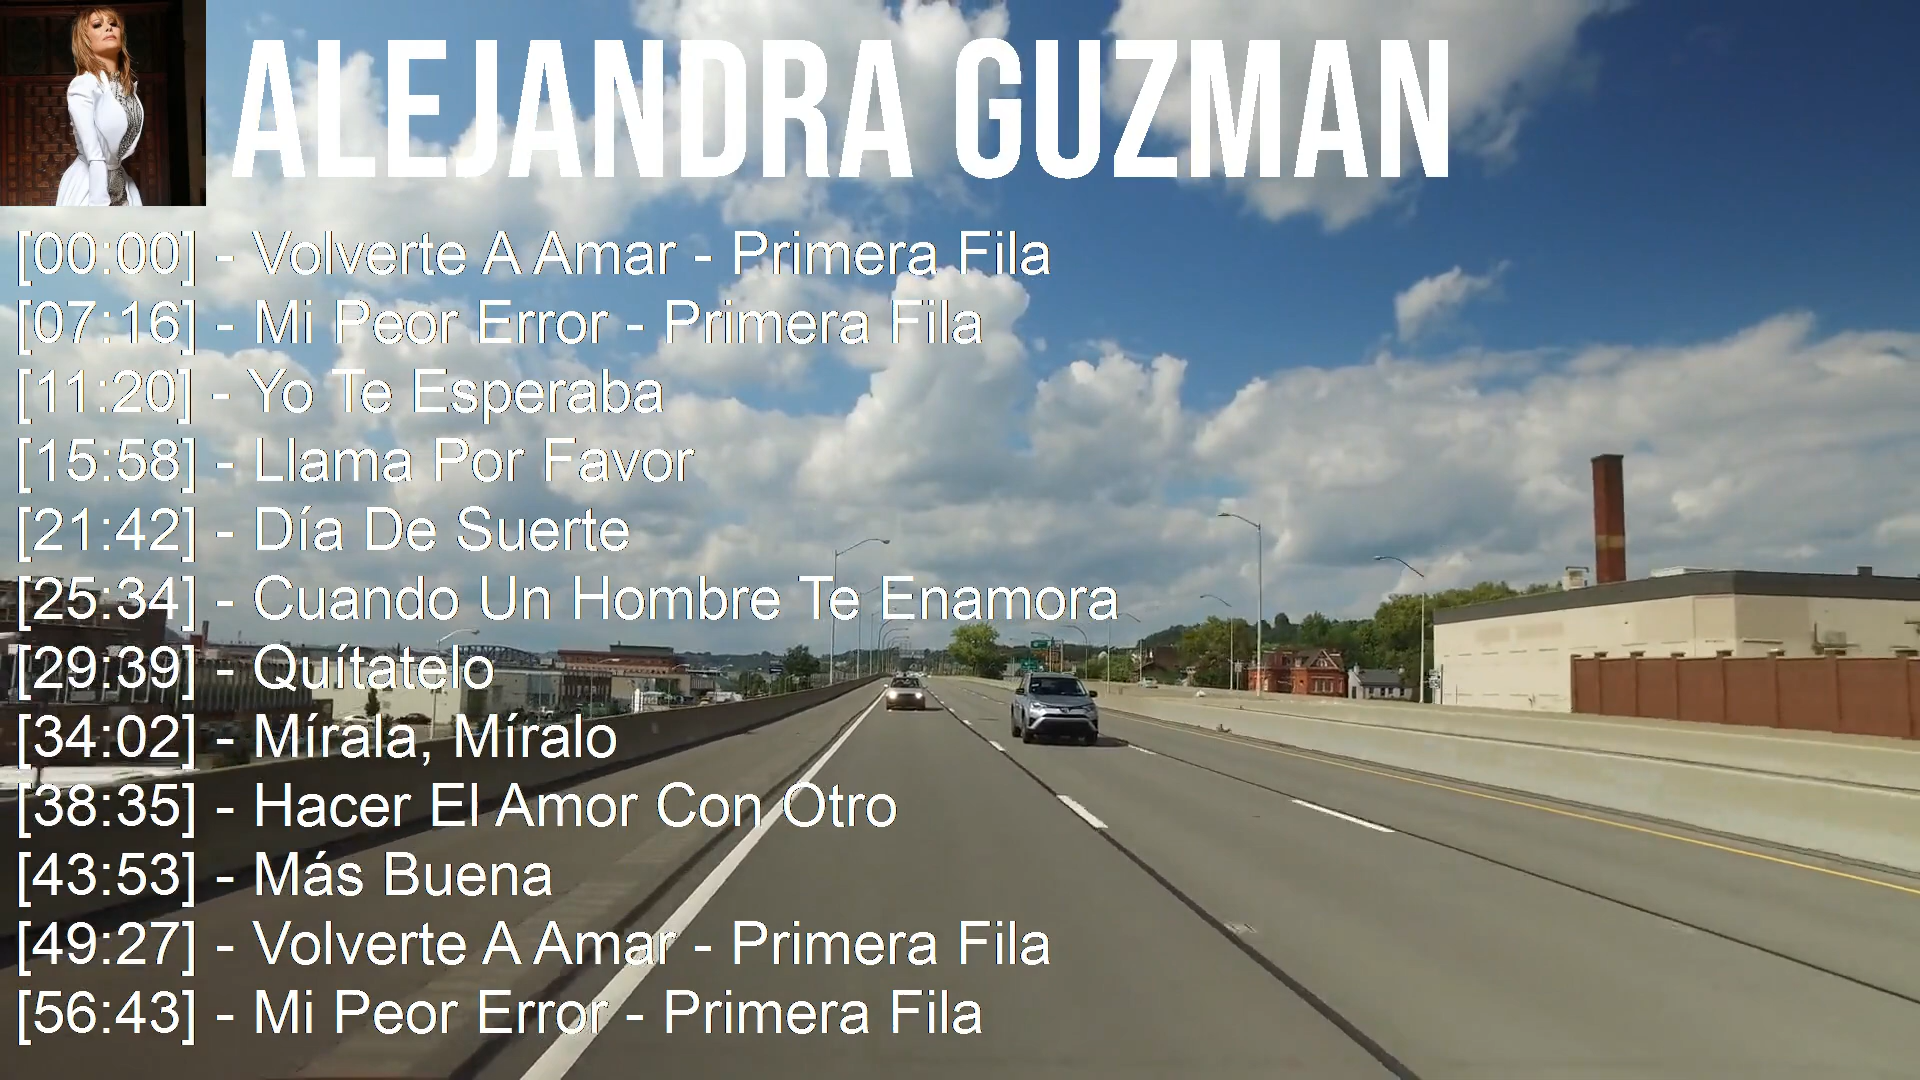 ALEJANDRA GUZMAN
[00:00] - Volverte A Amar - Primera Fila
[07:16] - Mi Peor Error - Primera Fila
[11:20] - Yo Te Esperaba
[15:58] - Llama Por Favor
[21:42] - Día De Suerte
[25:34] - Cuando Un Hombre Te Enamora
[29:39] - Quítatelo
[34:02] - Mírala, Míralo
[38:35] - Hacer El Amor Con Otro
[43:53] - Más Buena
[49:27] - Volverte A Amar - Primera Fila
[56:43] - Mi Peor Error - Primera Fila